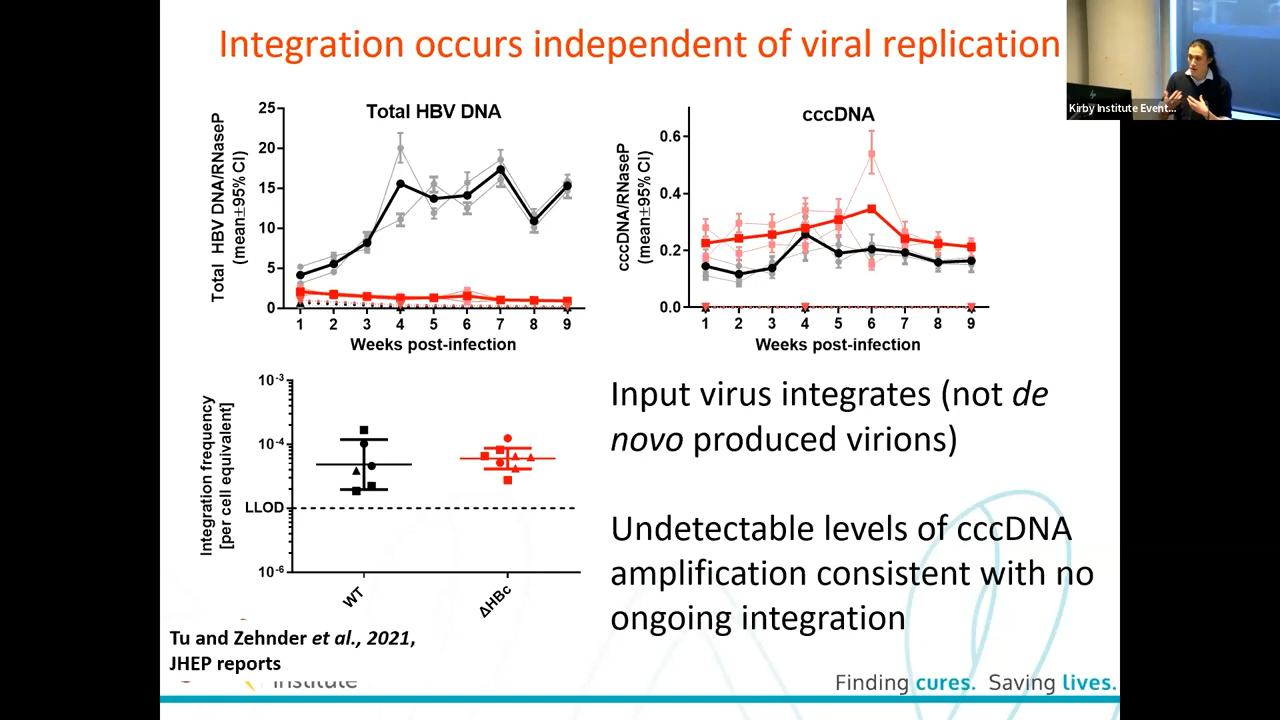 Integration occurs independent of viral replication
Kirby Institute Event...
Total HBV DNA
Total HBV DNA/RNaseP
(mean±95% CI)
25
20
15
10
5
0
1 2 3 4 5 6 7 8 9
Weeks post-infection
cccDNA
cccDNA/RNaseP
(mean±95% CI)
0.6
0.4
0.2
0.0
1 2 3 4 5 6 7 8 9
Weeks post-infection
Integration frequency
[per cell equivalent]
10-3
10-4
LLOD
10-6
WT
ΔHBc
Input virus integrates (not de
novo produced virions)
Undetectable levels of cccDNA
amplification consistent with no
ongoing integration
Tu and Zehnder et al., 2021,
JHEP reports
Institute
Finding cures. Saving lives.